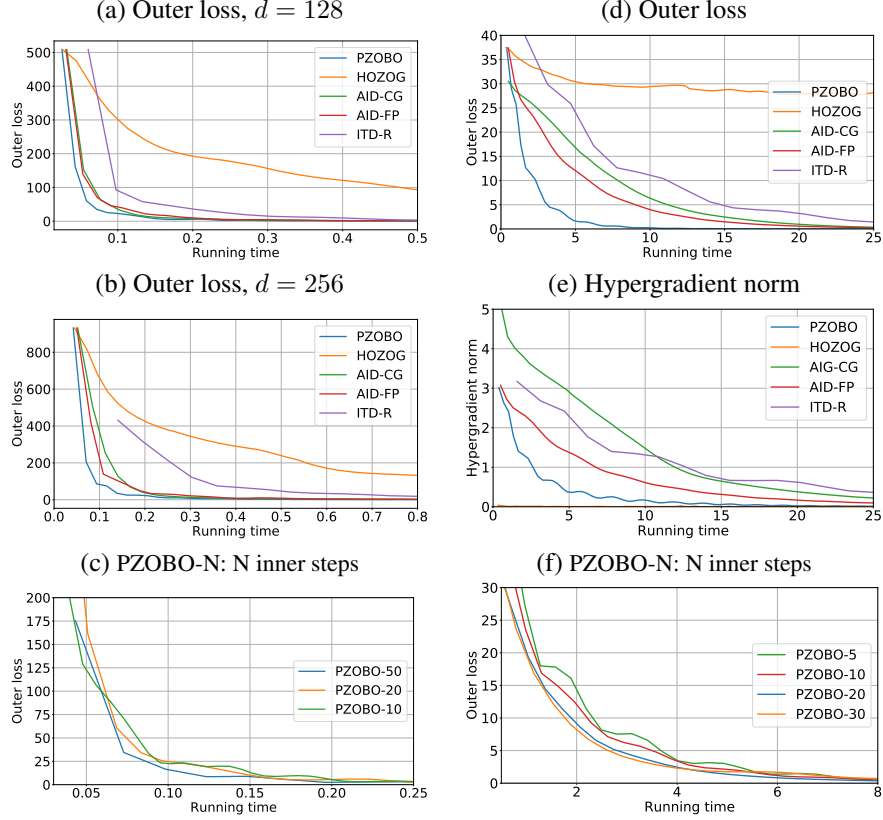 (a) Outer loss, d = 128
500
400
300
200
100
0
Outer loss
0.1
0.2
0.3
0.4
0.5
Running time
PZOBO
HOZOG
AID-CG
AID-FP
ITD-R
(b) Outer loss, d = 256
800
600
400
200
0
Outer loss
0.0
0.1
0.2
0.3
0.4
0.5
0.6
0.7
0.8
Running time
PZOBO
HOZOG
AID-CG
AID-FP
ITD-R
(c) PZOBO-N: N inner steps
200
175
150
125
100
75
50
25
0
Outer loss
0.05
0.10
0.15
0.20
0.25
Running time
PZOBO-50
PZOBO-20
PZOBO-10
(d) Outer loss
40
35
30
25
20
15
10
5
0
Outer loss
0
5
10
15
20
25
Running time
PZOBO
HOZOG
AID-CG
AID-FP
ITD-R
(e) Hypergradient norm
5
4
3
2
1
0
Hypergradient norm
5
10
15
20
25
Running time
PZOBO
HOZOG
AIG-CG
AID-FP
ITD-R
(f) PZOBO-N: N inner steps
30
25
20
15
10
5
0
Outer loss
2
4
6
8
Running time
PZOBO-5
PZOBO-10
PZOBO-20
PZOBO-30